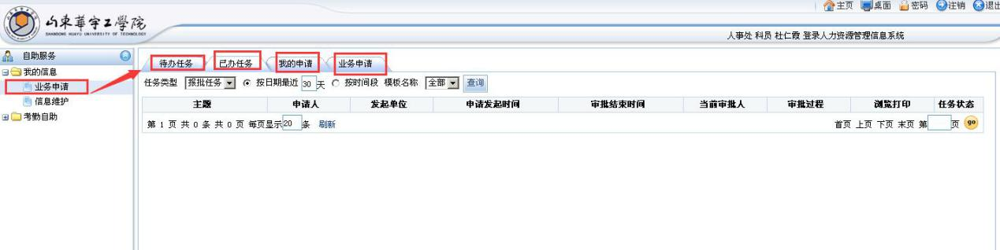 主页 桌面 密码 注销 退出
山东华宇工学院
SHANDONG HUAYU UNIVERSITY OF TECHNOLOGY
人事处 科员 杜仁霞 登录人力资源管理信息系统
自助服务
我的信息
业务申请
信息维护
考勤自助
待办任务 已办任务 我的申请 业务申请
任务类型 报批任务 按日期最近 30 天 按时间段 模板名称 全部 查询
主题 申请人 发起单位 申请发起时间 审批结束时间 当前审批人 审批过程 浏览打印 任务状态
第 1 页 共 0 条 共 0 页 每页显示 20 条 刷新 首页 上页 下页 末页 第 页 go